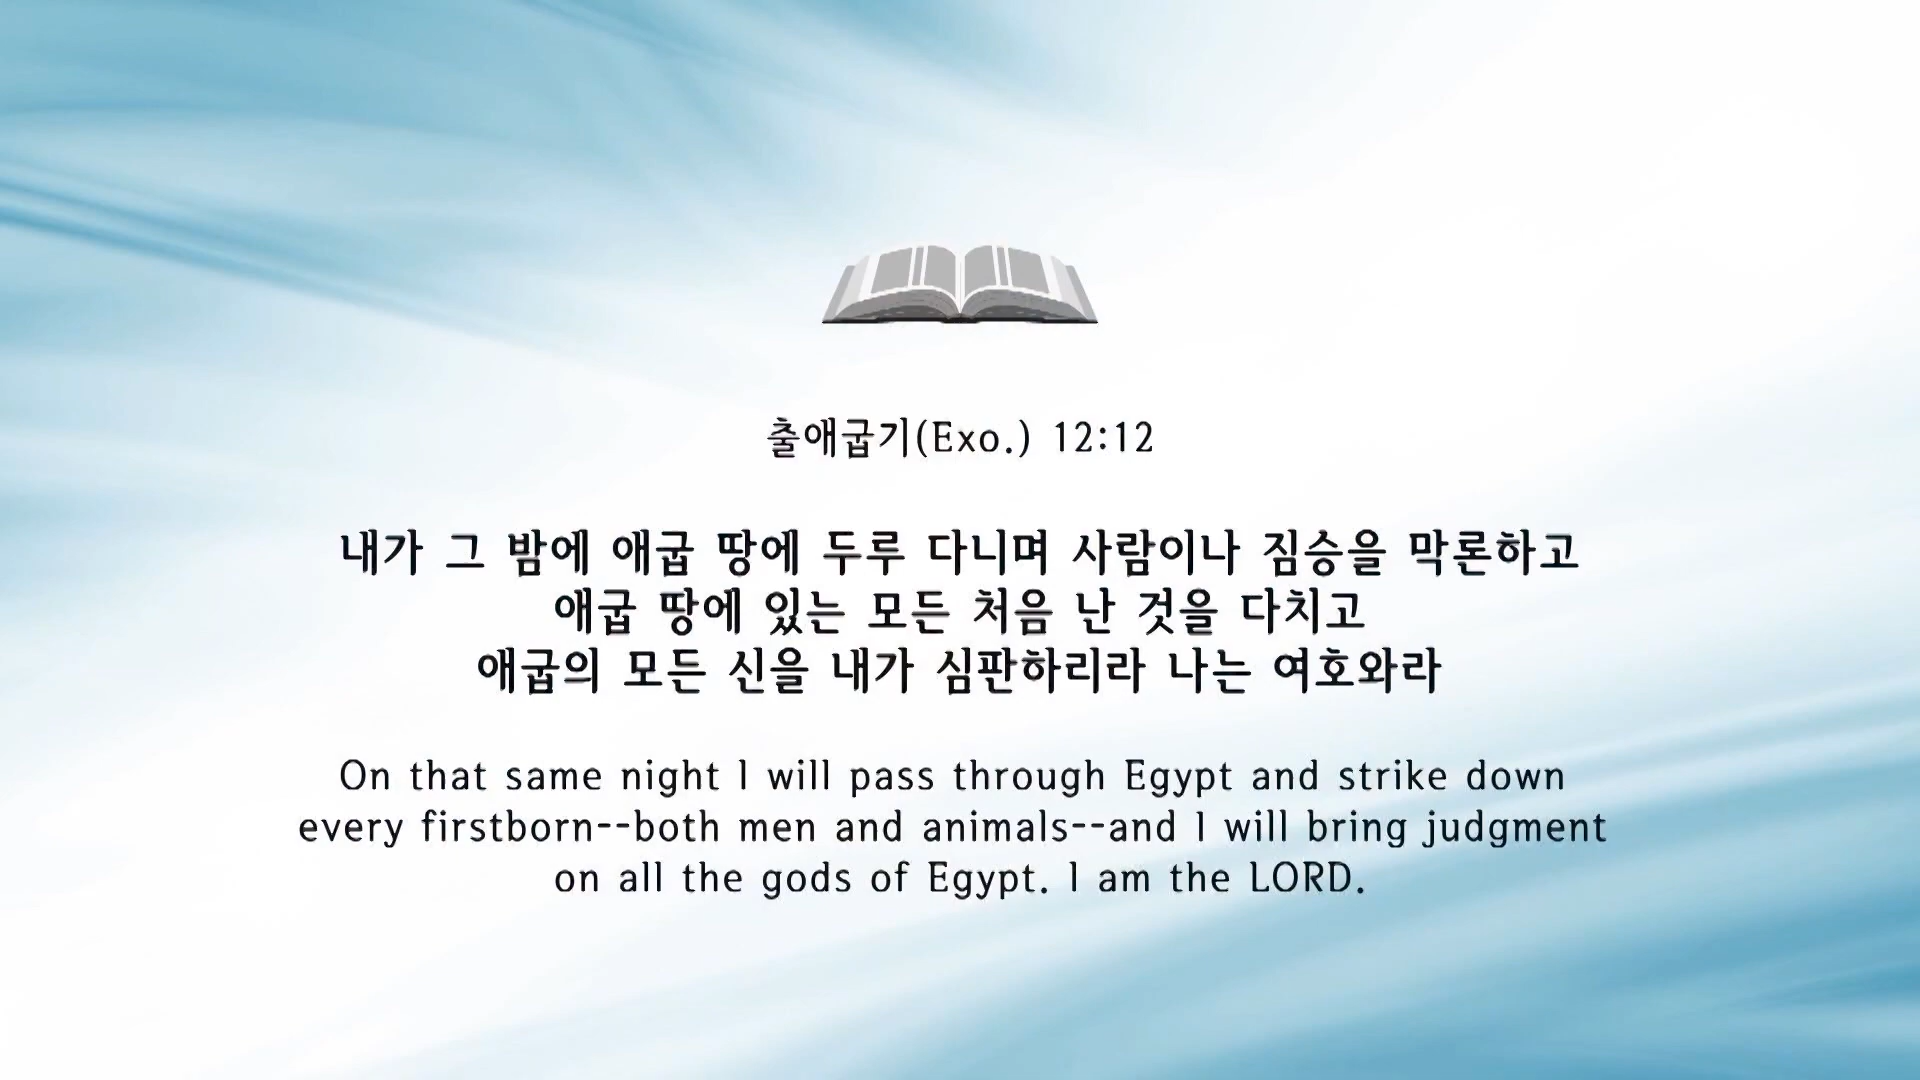 출애굽기(Exo.) 12:12
내가 그 밤에 애굽 땅에 두루 다니며 사람이나 짐승을 막론하고
애굽 땅에 있는 모든 처음 난 것을 다치고
애굽의 모든 신을 내가 심판하리라 나는 여호와라
On that same night I will pass through Egypt and strike down
every firstborn--both men and animals--and I will bring judgment
on all the gods of Egypt. I am the LORD.